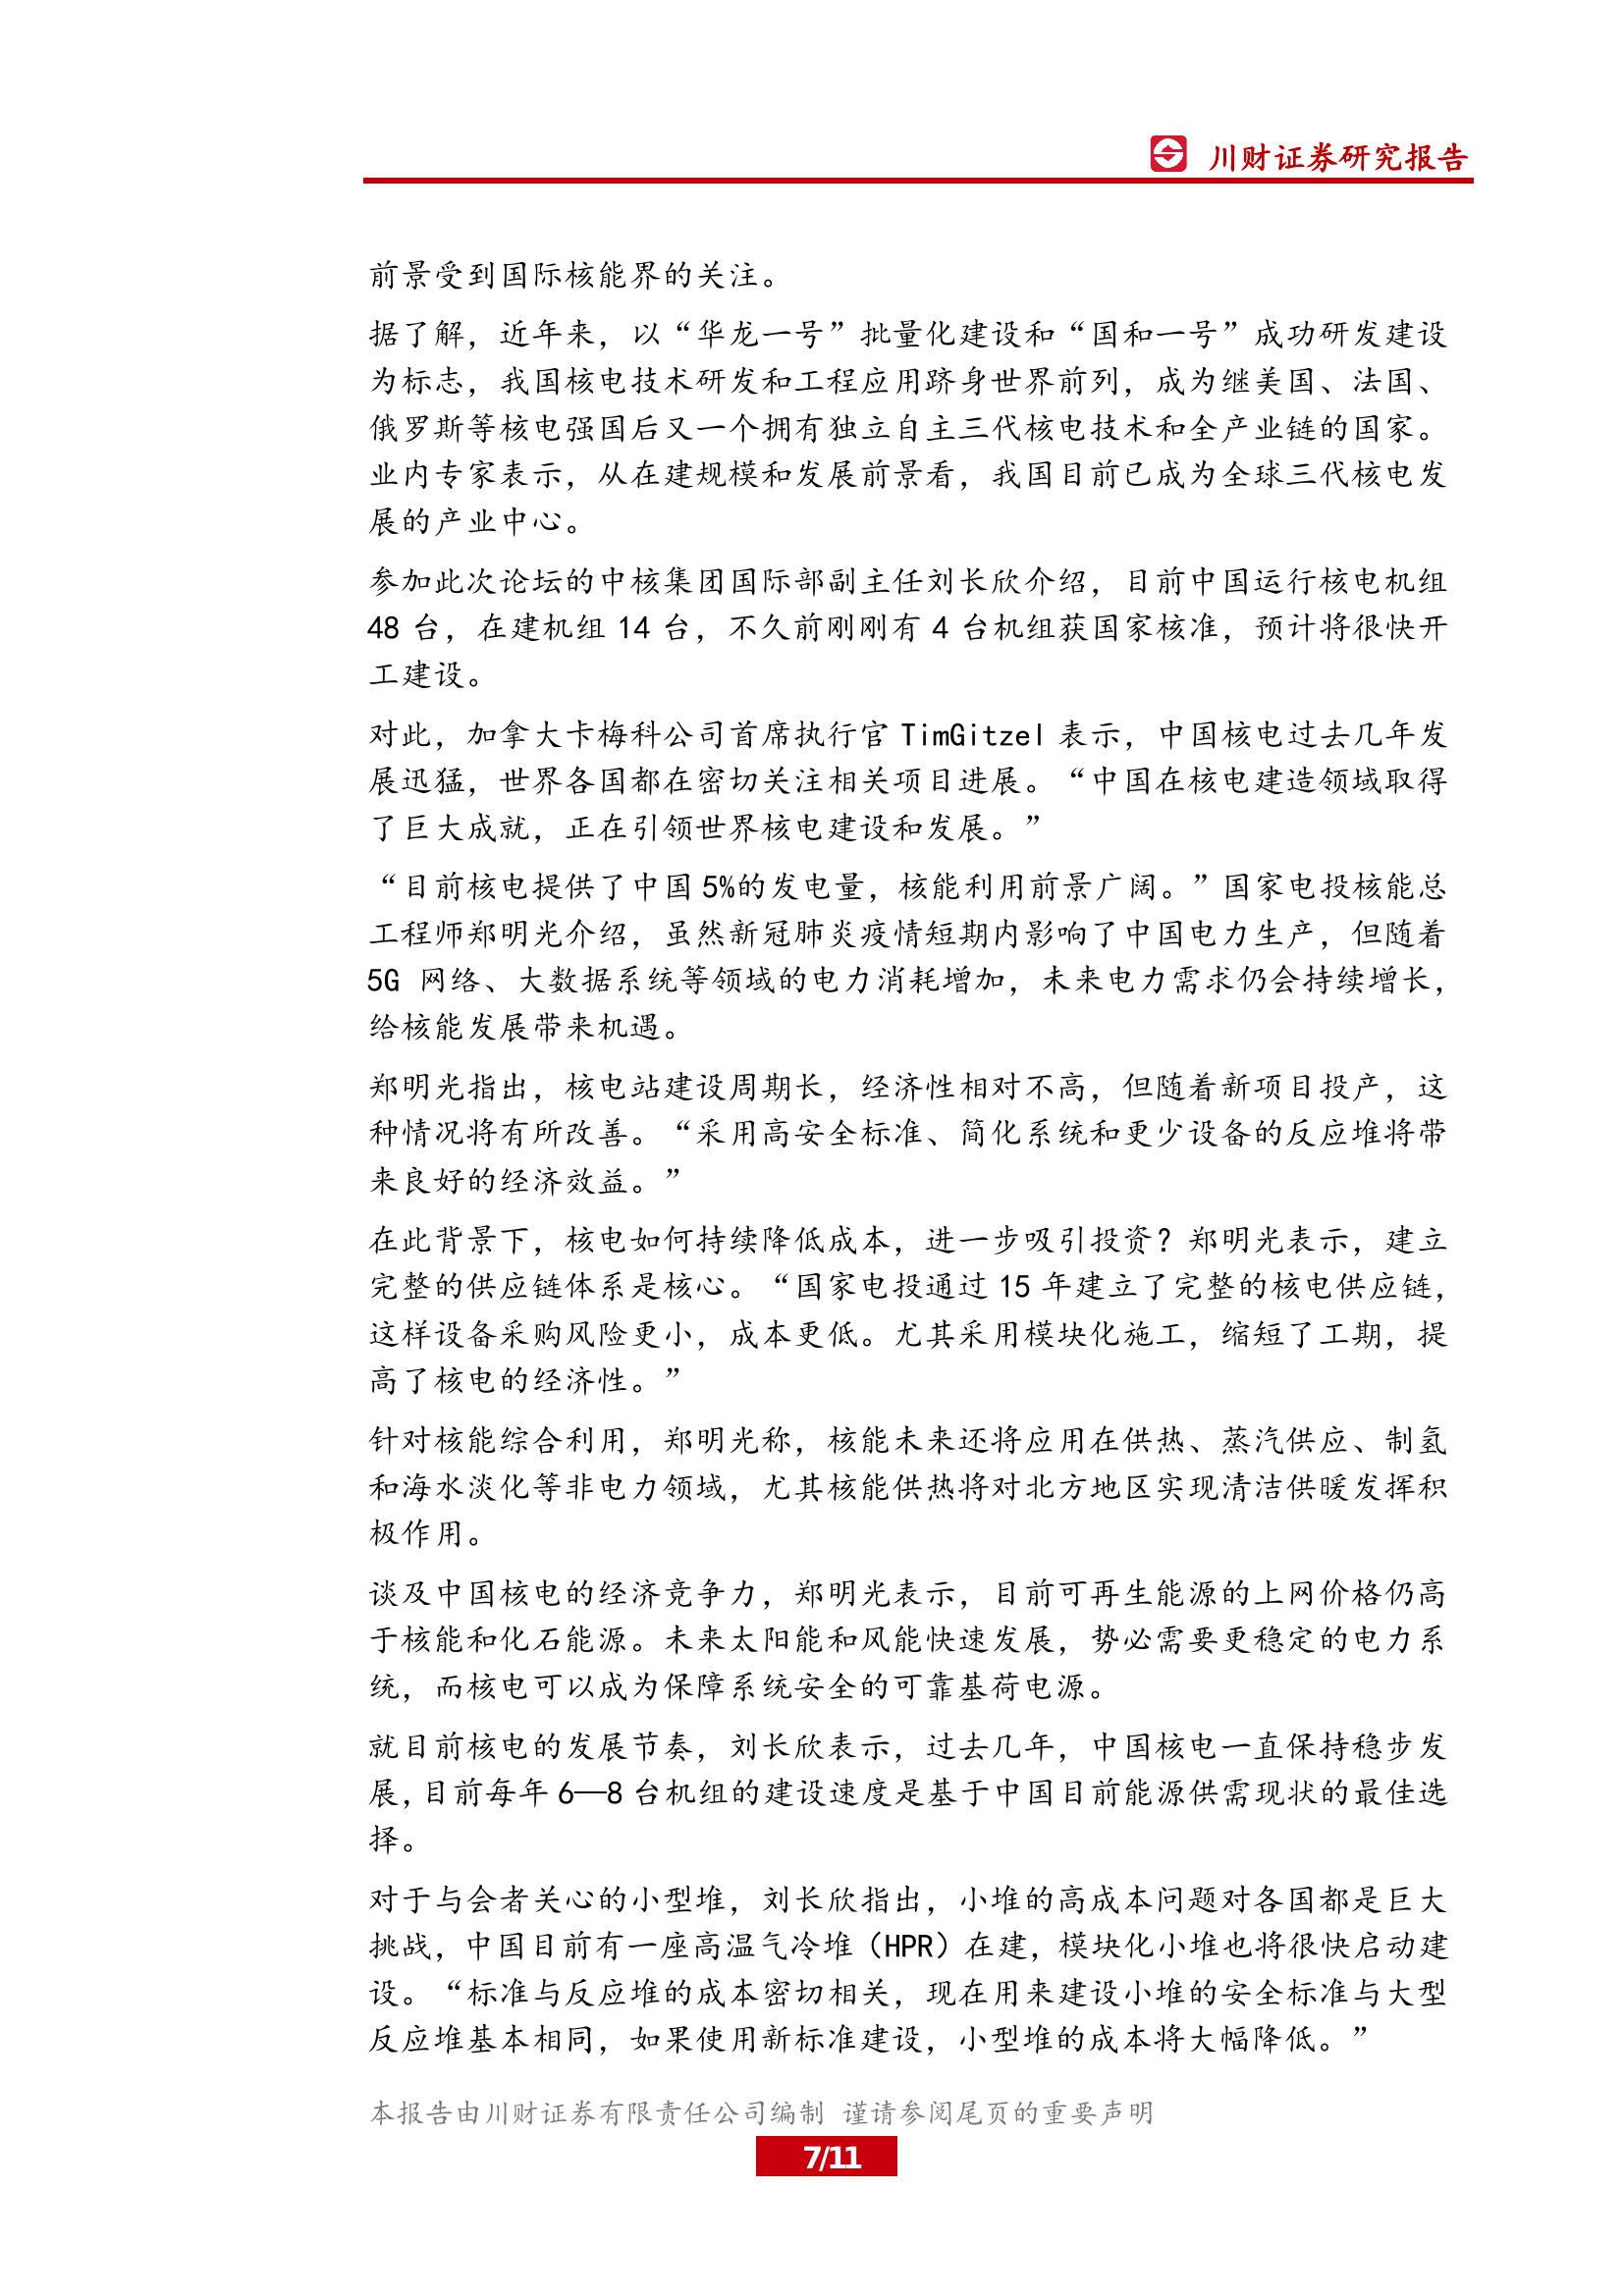 川财证券研究报告
前景受到国际核能界的关注。
据了解，近年来，以“华龙一号”批量化建设和“国和一号”成功研发建设
为标志，我国核电技术研发和工程应用跻身世界前列，成为继美国、法国、
俄罗斯等核电强国后又一个拥有独立自主三代核电技术和全产业链的国家。
业内专家表示，从在建规模和发展前景看，我国目前已成为全球三代核电发
展的产业中心。
参加此次论坛的中核集团国际部副主任刘长欣介绍，目前中国运行核电机组
48 台，在建机组 14 台，不久前刚刚有 4 台机组获国家核准，预计将很快开
工建设。
对此，加拿大卡梅科公司首席执行官 TimGitzel 表示，中国核电过去几年发
展迅猛，世界各国都在密切关注相关项目进展。“中国在核电建造领域取得
了巨大成就，正在引领世界核电建设和发展。”
“目前核电提供了中国 5%的发电量，核能利用前景广阔。”国家电投核能总
工程师郑明光介绍，虽然新冠肺炎疫情短期内影响了中国电力生产，但随着
5G 网络、大数据系统等领域的电力消耗增加，未来电力需求仍会持续增长，
给核能发展带来机遇。
郑明光指出，核电站建设周期长，经济性相对不高，但随着新项目投产，这
种情况将有所改善。“采用高安全标准、简化系统和更少设备的反应堆将带
来良好的经济效益。”
在此背景下，核电如何持续降低成本，进一步吸引投资？郑明光表示，建立
完整的供应链体系是核心。“国家电投通过 15 年建立了完整的核电供应链，
这样设备采购风险更小，成本更低。尤其采用模块化施工，缩短了工期，提
高了核电的经济性。”
针对核能综合利用，郑明光称，核能未来还将应用在供热、蒸汽供应、制氢
和海水淡化等非电力领域，尤其核能供热将对北方地区实现清洁供暖发挥积
极作用。
谈及中国核电的经济竞争力，郑明光表示，目前可再生能源的上网价格仍高
于核能和化石能源。未来太阳能和风能快速发展，势必需要更稳定的电力系
统，而核电可以成为保障系统安全的可靠基荷电源。
就目前核电的发展节奏，刘长欣表示，过去几年，中国核电一直保持稳步发
展，目前每年 6—8 台机组的建设速度是基于中国目前能源供需现状的最佳选
择。
对于与会者关心的小型堆，刘长欣指出，小堆的高成本问题对各国都是巨大
挑战，中国目前有一座高温气冷堆（HPR）在建，模块化小堆也将很快启动建
设。“标准与反应堆的成本密切相关，现在用来建设小堆的安全标准与大型
反应堆基本相同，如果使用新标准建设，小型堆的成本将大幅降低。”
本报告由川财证券有限责任公司编制 谨请参阅尾页的重要声明
7/11